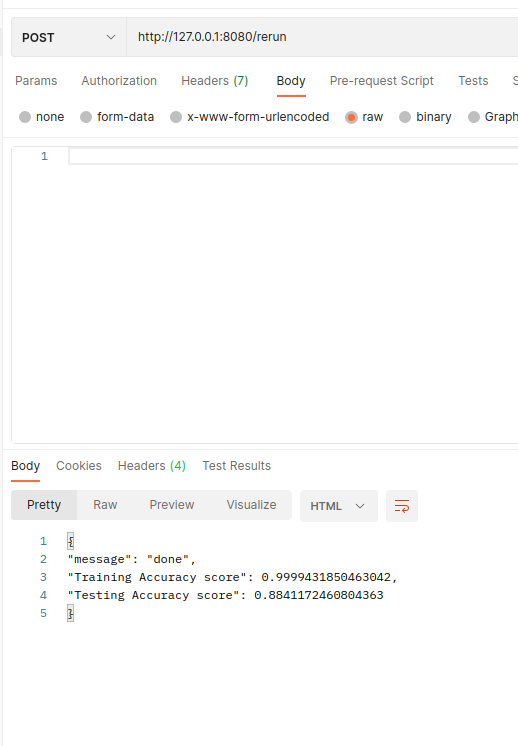 POST http://127.0.0.1:8080/rerun
Params Authorization Headers (7) Body Pre-request Script Tests S
none form-data x-www-form-urlencoded raw binary Graph
1
Body Cookies Headers (4) Test Results
Pretty Raw Preview Visualize HTML
1 {
2 "message": "done",
3 "Training Accuracy score": 0.9999431850463042,
4 "Testing Accuracy score": 0.8841172460804363
5 }